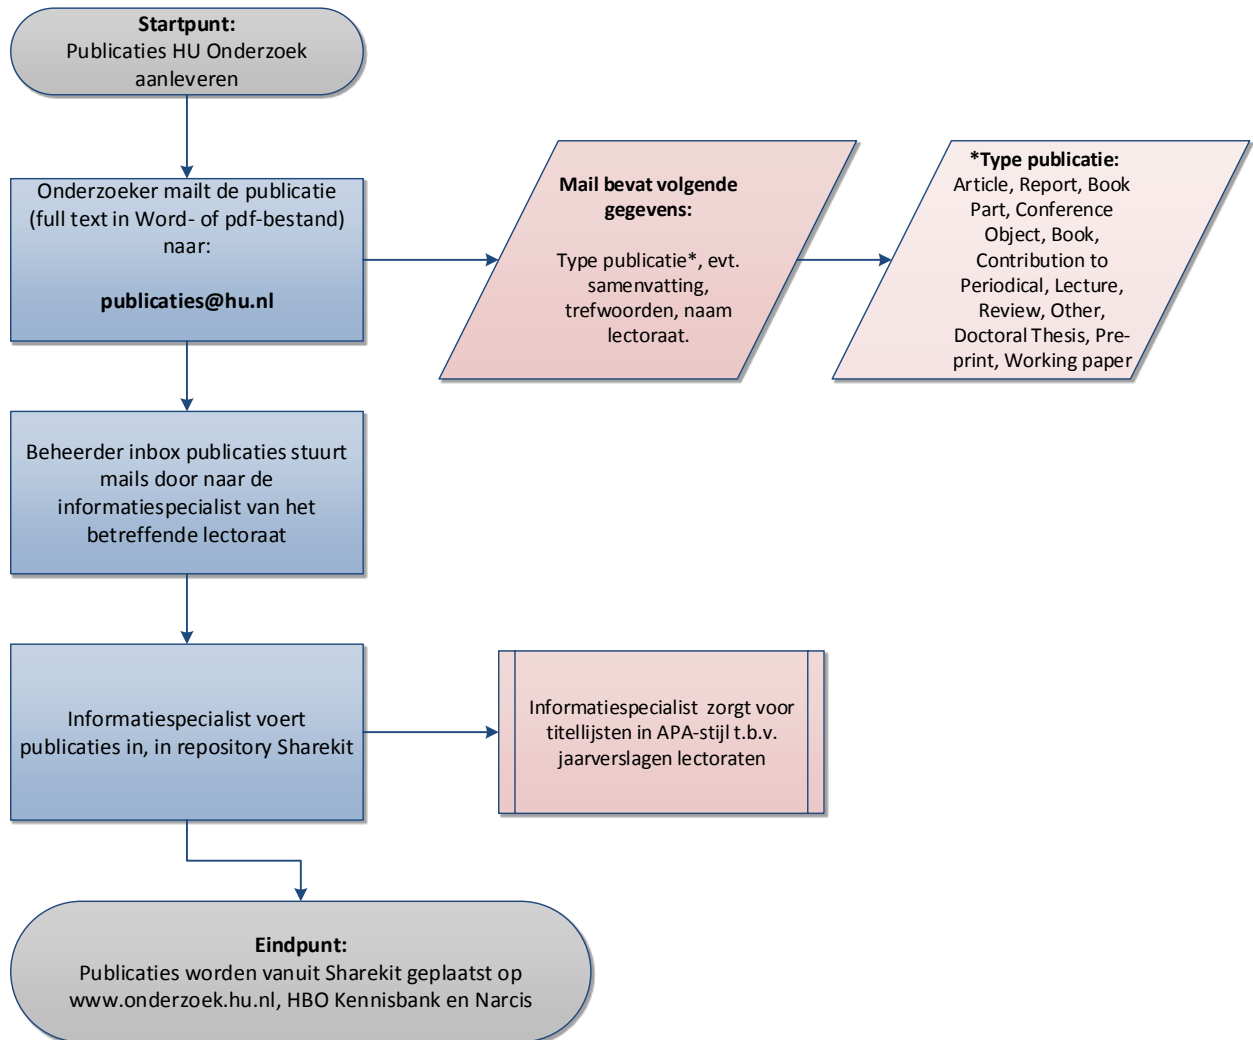 Startpunt:
Publicaties HU Onderzoek
aanleveren
Onderzoeker mailt de publicatie
(full text in Word- of pdf-bestand)
naar:
publicaties@hu.nl
Mail bevat volgende
gegevens:
Type publicatie*, evt.
samenvatting,
trefwoorden, naam
lectoraat.
*Type publicatie:
Article, Report, Book
Part, Conference
Object, Book,
Contribution to
Periodical, Lecture,
Review, Other,
Doctoral Thesis, Pre-
print, Working paper
Beheerder inbox publicaties stuurt
mails door naar de
informatiespecialist van het
betreffende lectoraat
Informatiespecialist voert
publicaties in, in repository Sharekit
Informatiespecialist zorgt voor
titellijsten in APA-stijl t.b.v.
jaarverslagen lectoraten
Eindpunt:
Publicaties worden vanuit Sharekit geplaatst op
www.onderzoek.hu.nl, HBO Kennisbank en Narcis